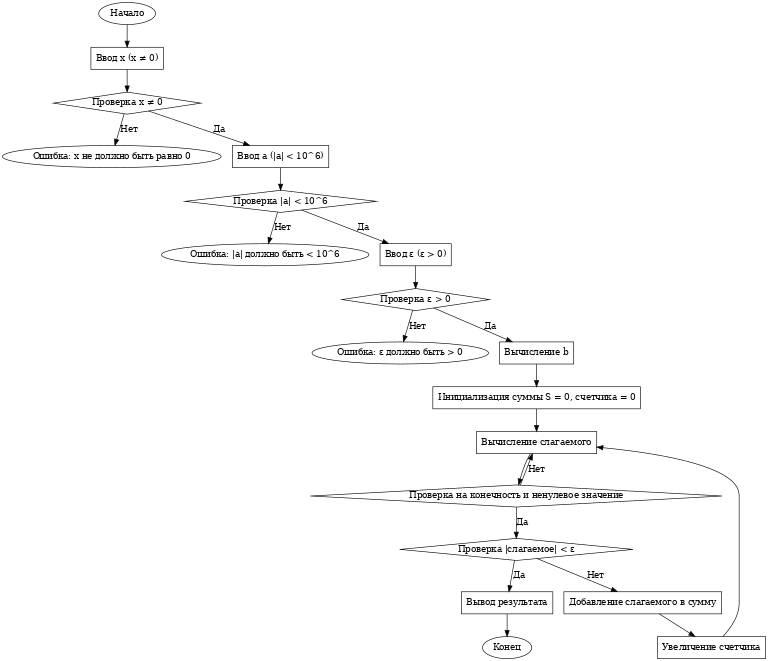 Начало
Ввод x (x ≠ 0)
Проверка x ≠ 0
Нет
Да
Ошибка: x не должно быть равно 0
Ввод a (|a| < 10^6)
Проверка |a| < 10^6
Нет
Да
Ошибка: |a| должно быть < 10^6
Ввод ε (ε > 0)
Проверка ε > 0
Нет
Да
Ошибка: ε должно быть > 0
Вычисление b
Инициализация суммы S = 0, счетчика = 0
Вычисление слагаемого
Нет
Проверка на конечность и ненулевое значение
Да
Проверка |слагаемое| < ε
Да
Нет
Вывод результата
Добавление слагаемого в сумму
Конец
Увеличение счетчика